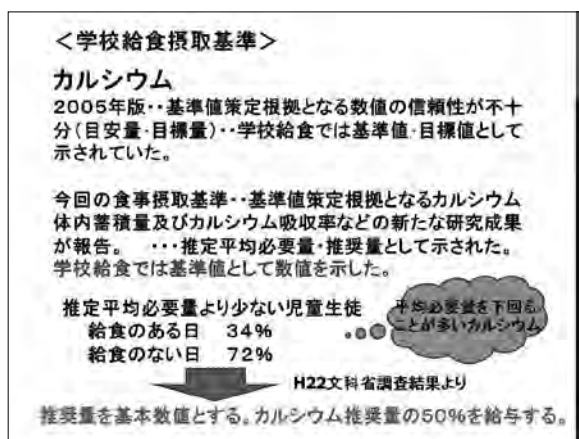 ＜学校給食摂取基準＞
カルシウム
2005年版・・基準値策定根拠となる数値の信頼性が不十
分（目安量・目標量）・・学校給食では基準値・目標値として
示されていた。
今回の食事摂取基準・・基準値策定根拠となるカルシウム
体内蓄積量及びカルシウム吸収率などの新たな研究成果
が報告。　・・・推定平均必要量・推奨量として示された。
学校給食では基準値として数値を示した。
推定平均必要量より少ない児童生徒
平均必要量を下回る
ことが多いカルシウム
給食のある日　34%
給食のない日　72%
H22文科省調査結果より
推奨量を基本数値とする。カルシウム推奨量の50%を給与する。